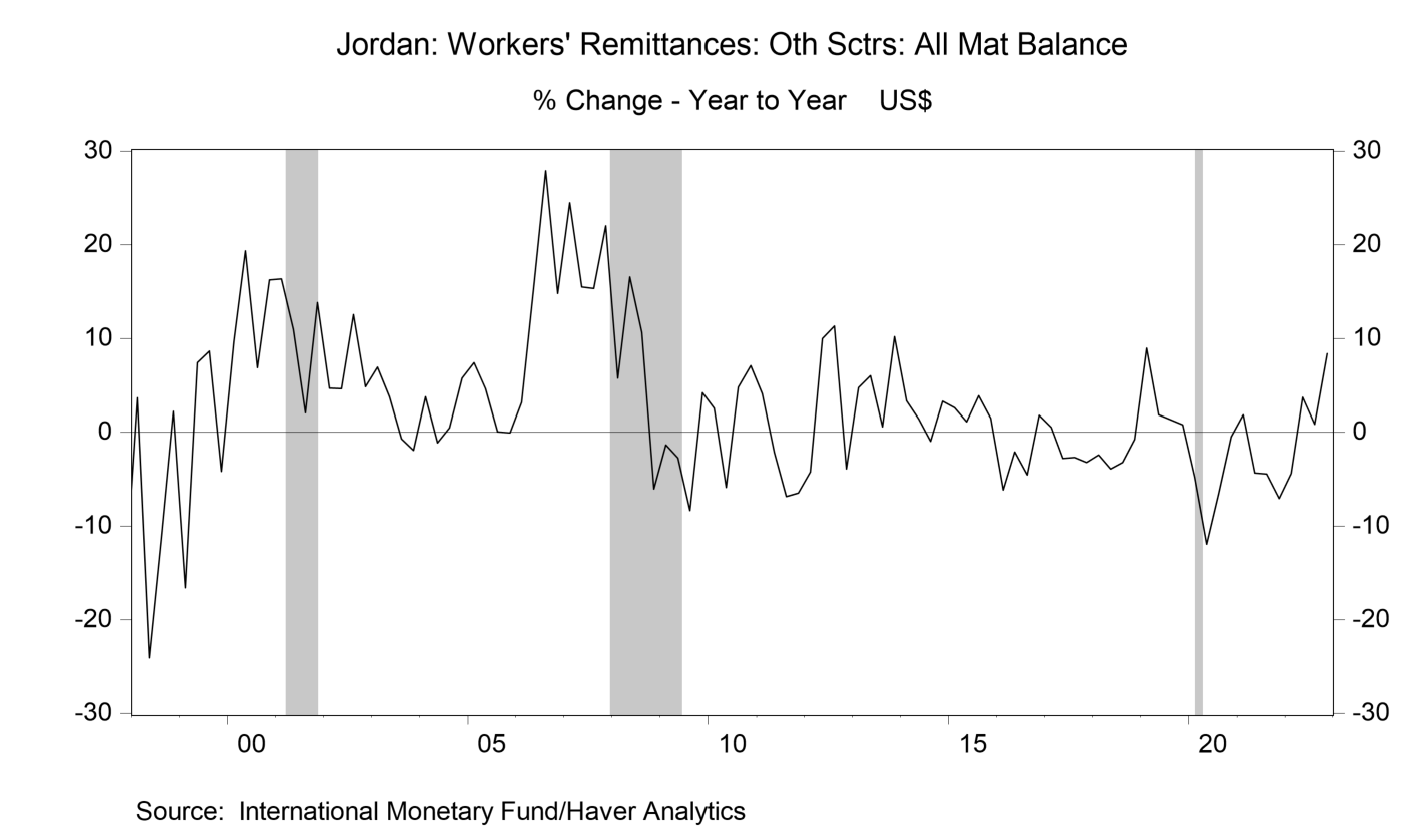 Jordan: Workers' Remittances: Oth Sctrs: All Mat Balance
% Change - Year to Year US$
30 30
20 20
10 10
0 0
-10 -10
-20 -20
-30 -30
00 05 10 15 20
Source: International Monetary Fund/Haver Analytics